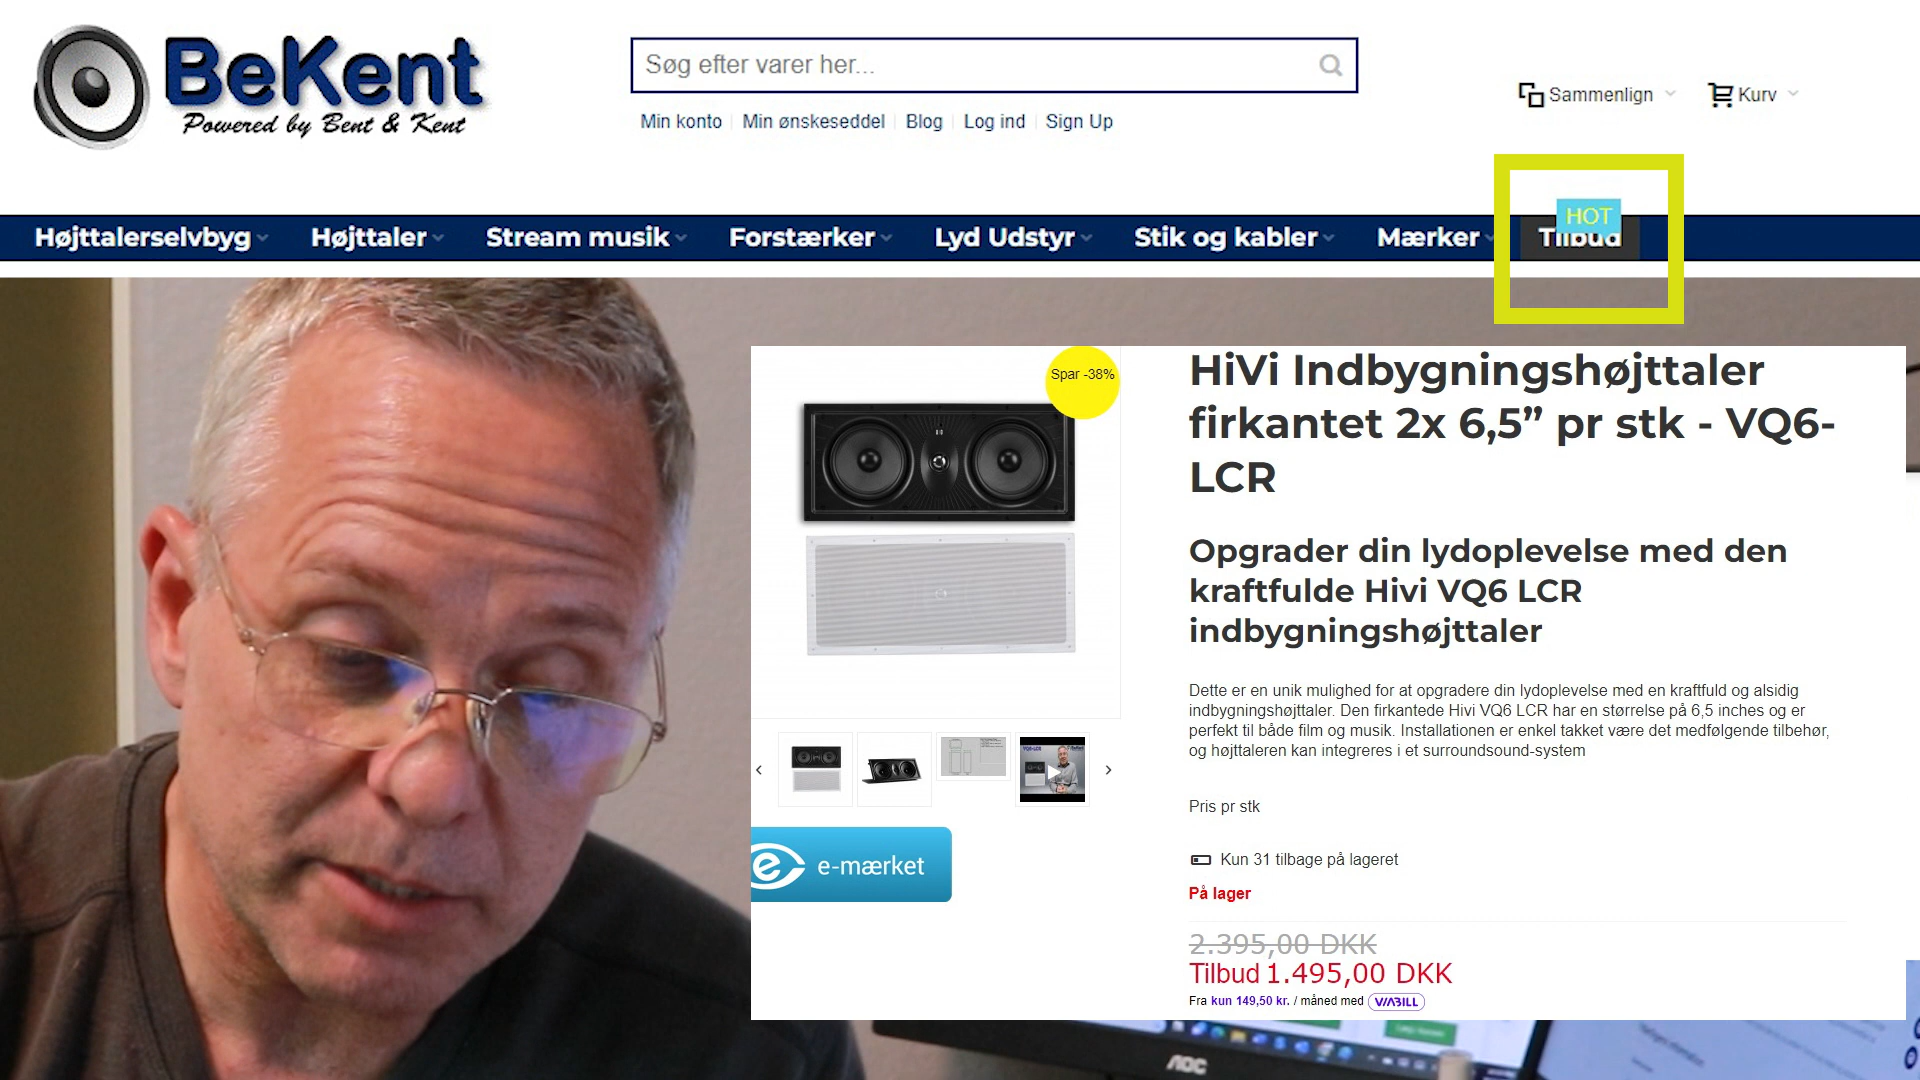 BeKent
Powered by Bent & Kent
Søg efter varer her...
Min konto
Min ønskeseddel
Blog
Log ind
Sign Up
Sammenlign
Kurv
Højttalerselvbyg
Højttaler
Stream musik
Forstærker
Lyd Udstyr
Stik og kabler
Mærker
HOT
Tilbud
Spar -38%
HiVi Indbygningshøjttaler
firkantet 2x 6,5” pr stk - VQ6-
LCR
Opgrader din lydoplevelse med den
kraftfulde Hivi VQ6 LCR
indbygningshøjttaler
Dette er en unik mulighed for at opgradere din lydoplevelse med en kraftfuld og alsidig
indbygningshøjttaler. Den firkantede Hivi VQ6 LCR har en størrelse på 6,5 inches og er
perfekt til både film og musik. Installationen er enkel takket være det medfølgende tilbehør,
og højttaleren kan integreres i et surroundsound-system
VQ6-LCR
Pris pr stk
e-mærket
Kun 31 tilbage på lageret
På lager
2.395,00 DKK
Tilbud 1.495,00 DKK
Fra kun 149,50 kr. / måned med VIABILL
AOC